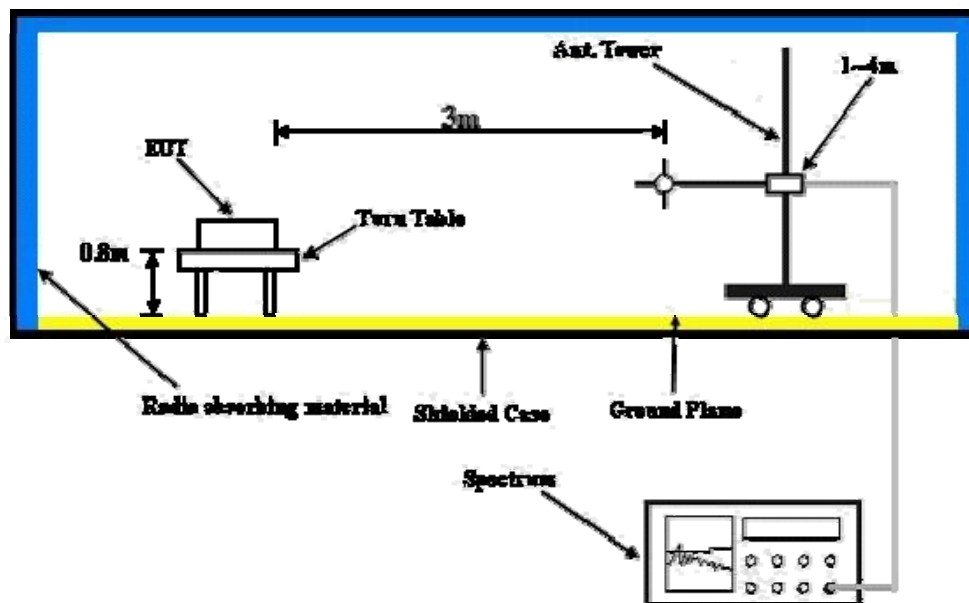 Ant. Tower
1–4m
3m
EUT
Turn Table
0.8m
Radio absorbing material
Shielded Case
Ground Plane
Spectrum